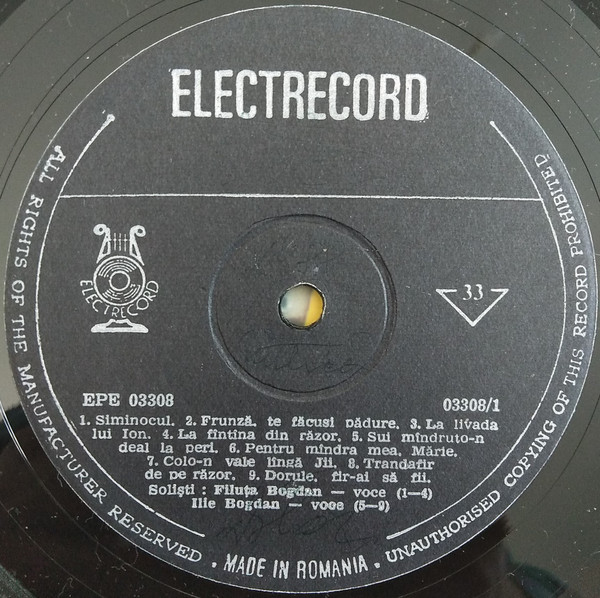 ELECTRECORD
ELECTRECORD
33
EPE 03308
03308/1
1. Siminocul. 2. Frunză, te făcuși pădure. 3. La livada
lui Ion. 4. La fîntîna din răzor. 5. Sui mîndruto-n
deal la peri. 6. Pentru mîndra mea, Mărie.
7. Colo-n vale lîngă Jii. 8. Trandafir
de pe răzor. 9. Dorule, fir-ai să fii.
Soliști : Filuța Bogdan — voce (1—4)
Ilie Bogdan — voce (5—9)
ALL RIGHTS OF THE MANUFACTURER RESERVED • MADE IN ROMANIA • UNAUTHORISED COPYING OF THIS RECORD PROHIBITED